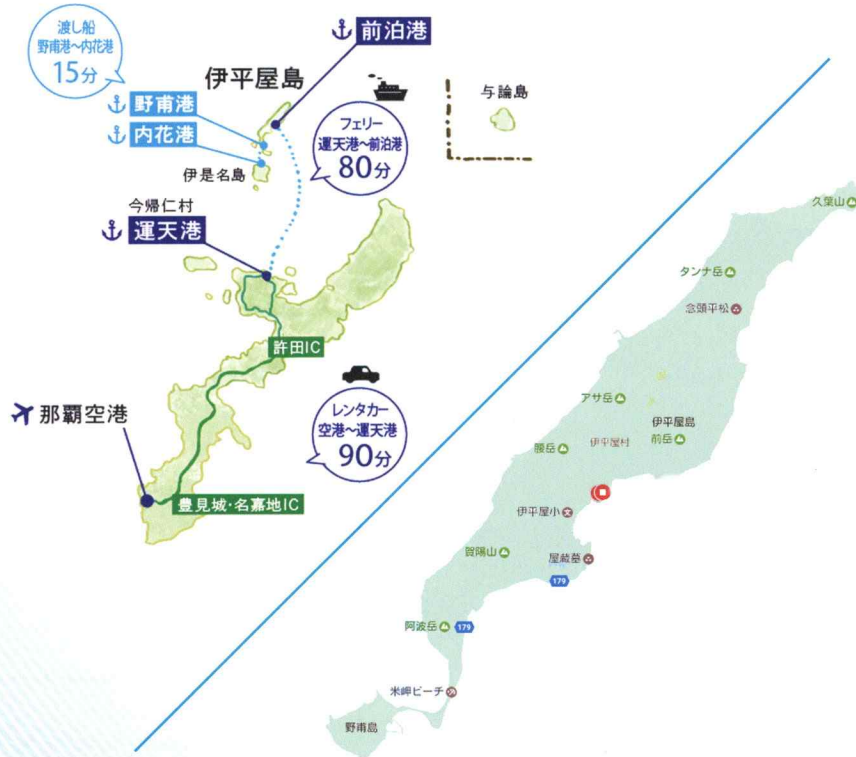 渡し船
野甫港〜内花港
15分
前泊港
伊平屋島
野甫港
内花港
伊是名島
フェリー
運天港〜前泊港
80分
与論島
今帰仁村
運天港
許田IC
那覇空港
レンタカー
空港〜運天港
90分
豊見城・名嘉地IC
久葉山
タンナ岳
念頭平松
アサ岳
伊平屋島
伊平屋村
前岳
腰岳
伊平屋小
賀陽山
屋蔵墓
179
阿波岳
179
米岬ビーチ
野甫島